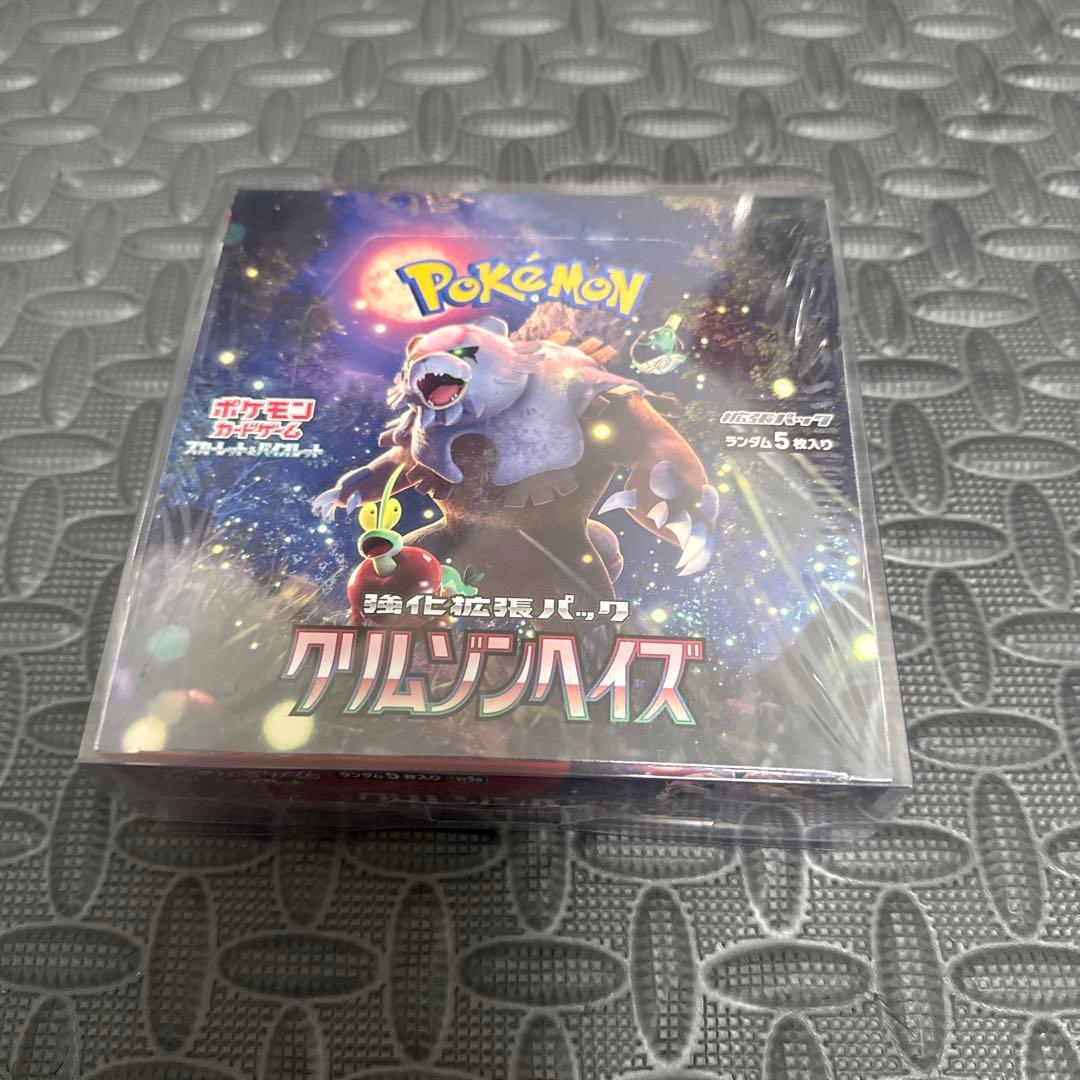 POKéMON
ポケモン
カードゲーム
スカーレット&バイオレット
拡張パック
ランダム5枚入り
強化拡張パック
クリムゾンヘイズ
ランダム5枚入り